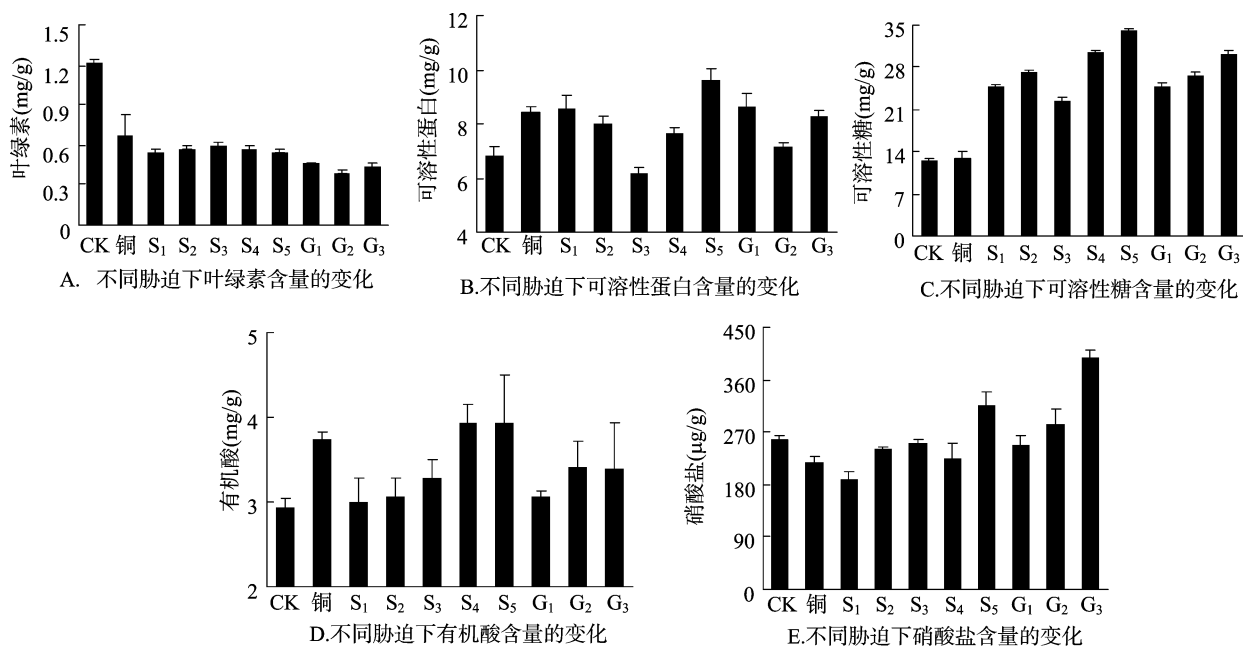 叶绿素(mg/g)
1.5
1.2
0.9
0.6
0.3
0
CK 铜 S₁ S₂ S₃ S₄ S₅ G₁ G₂ G₃
A. 不同胁迫下叶绿素含量的变化
可溶性蛋白(mg/g)
12
10
8
6
4
CK 铜 S₁ S₂ S₃ S₄ S₅ G₁ G₂ G₃
B.不同胁迫下可溶性蛋白含量的变化
可溶性糖(mg/g)
35
28
21
14
7
0
CK 铜 S₁ S₂ S₃ S₄ S₅ G₁ G₂ G₃
C.不同胁迫下可溶性糖含量的变化
有机酸(mg/g)
5
4
3
2
CK 铜 S₁ S₂ S₃ S₄ S₅ G₁ G₂ G₃
D.不同胁迫下有机酸含量的变化
硝酸盐(μg/g)
450
360
270
180
90
0
CK 铜 S₁ S₂ S₃ S₄ S₅ G₁ G₂ G₃
E.不同胁迫下硝酸盐含量的变化